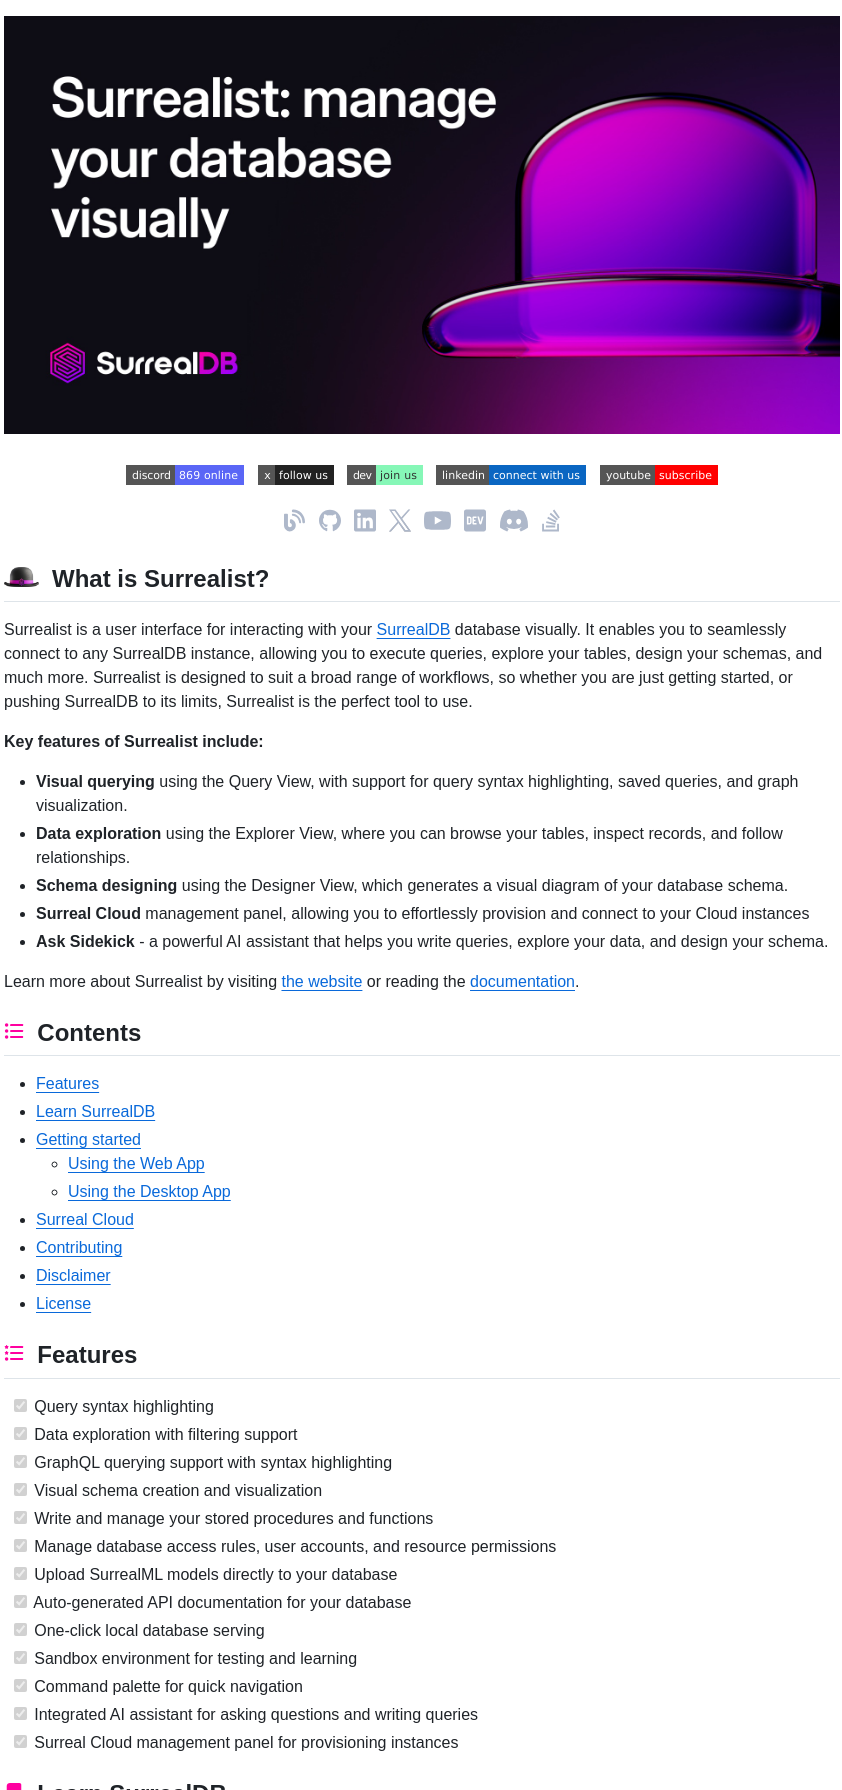 Surrealist: manage
your database
visually
SurrealDB
discord 869 online x follow us dev join us linkedin connect with us youtube subscribe
DEV
What is Surrealist?
Surrealist is a user interface for interacting with your SurrealDB database visually. It enables you to seamlessly
connect to any SurrealDB instance, allowing you to execute queries, explore your tables, design your schemas, and
much more. Surrealist is designed to suit a broad range of workflows, so whether you are just getting started, or
pushing SurrealDB to its limits, Surrealist is the perfect tool to use.
Key features of Surrealist include:
Visual querying using the Query View, with support for query syntax highlighting, saved queries, and graph
visualization.
Data exploration using the Explorer View, where you can browse your tables, inspect records, and follow
relationships.
Schema designing using the Designer View, which generates a visual diagram of your database schema.
Surreal Cloud management panel, allowing you to effortlessly provision and connect to your Cloud instances
Ask Sidekick - a powerful AI assistant that helps you write queries, explore your data, and design your schema.
Learn more about Surrealist by visiting the website or reading the documentation.
Contents
Features
Learn SurrealDB
Getting started
Using the Web App
Using the Desktop App
Surreal Cloud
Contributing
Disclaimer
License
Features
Query syntax highlighting
Data exploration with filtering support
GraphQL querying support with syntax highlighting
Visual schema creation and visualization
Write and manage your stored procedures and functions
Manage database access rules, user accounts, and resource permissions
Upload SurrealML models directly to your database
Auto-generated API documentation for your database
One-click local database serving
Sandbox environment for testing and learning
Command palette for quick navigation
Integrated AI assistant for asking questions and writing queries
Surreal Cloud management panel for provisioning instances
Learn SurrealDB